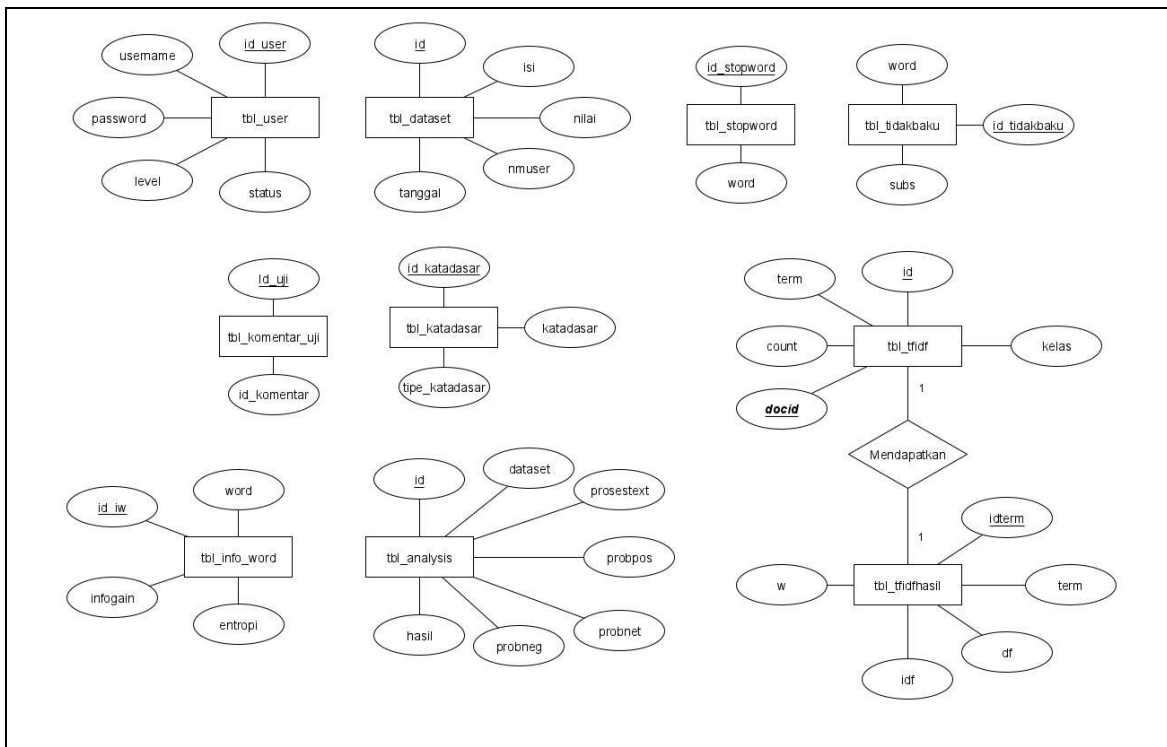 id_user
username
password
tbl_user
level
status
id
isi
tbl_dataset
nilai
nmuser
tanggal
id_stopword
tbl_stopword
word
word
tbl_tidakbaku
id_tidakbaku
subs
Id_uji
tbl_komentar_uji
id_komentar
id_katadasar
tbl_katadasar
katadasar
tipe_katadasar
id
term
count
tbl_tfidf
kelas
docid
1
Mendapatkan
1
idterm
w
tbl_tfidfhasil
term
df
idf
word
id_iw
tbl_info_word
infogain
entropi
id
dataset
prosestext
tbl_analysis
probpos
probnet
probneg
hasil